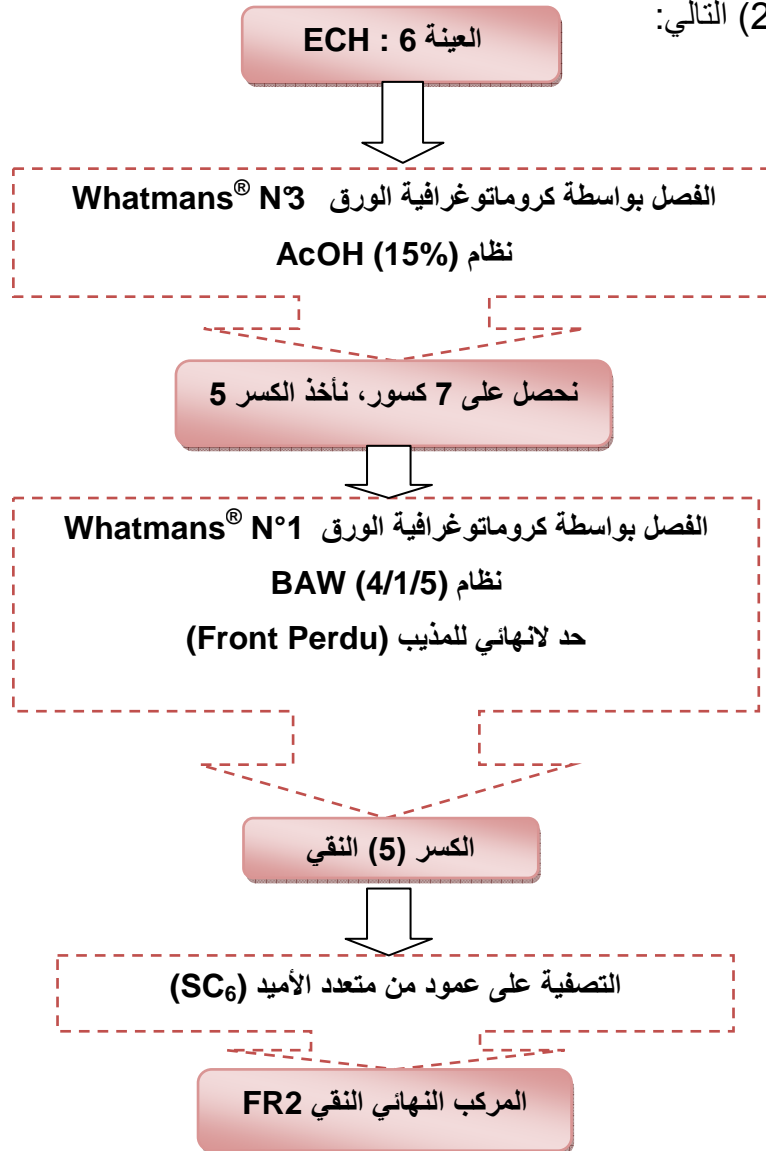 2) التالي:
العينة 6 : ECH
الفصل بواسطة كروماتوغرافية الورق Whatmans® N°3
نظام AcOH (15%)
نحصل على 7 كسور، نأخذ الكسر 5
الفصل بواسطة كروماتوغرافية الورق Whatmans® N°1
نظام BAW (4/1/5)
حد لانهائي للمذيب (Front Perdu)
الكسر (5) النقي
التصفية على عمود من متعدد الأميد (SC₆)
المركب النهائي النقي FR2